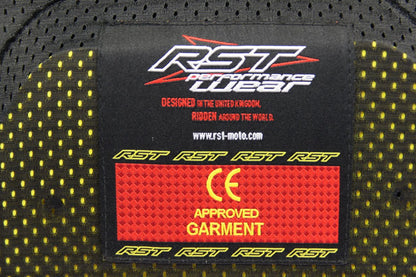 RST
performance
wear
DESIGNED IN THE UNITED KINGDOM,
RIDDEN AROUND THE WORLD.
www.rst-moto.com
RST RST RST RST
CE
APPROVED
GARMENT
RST RST RST RST